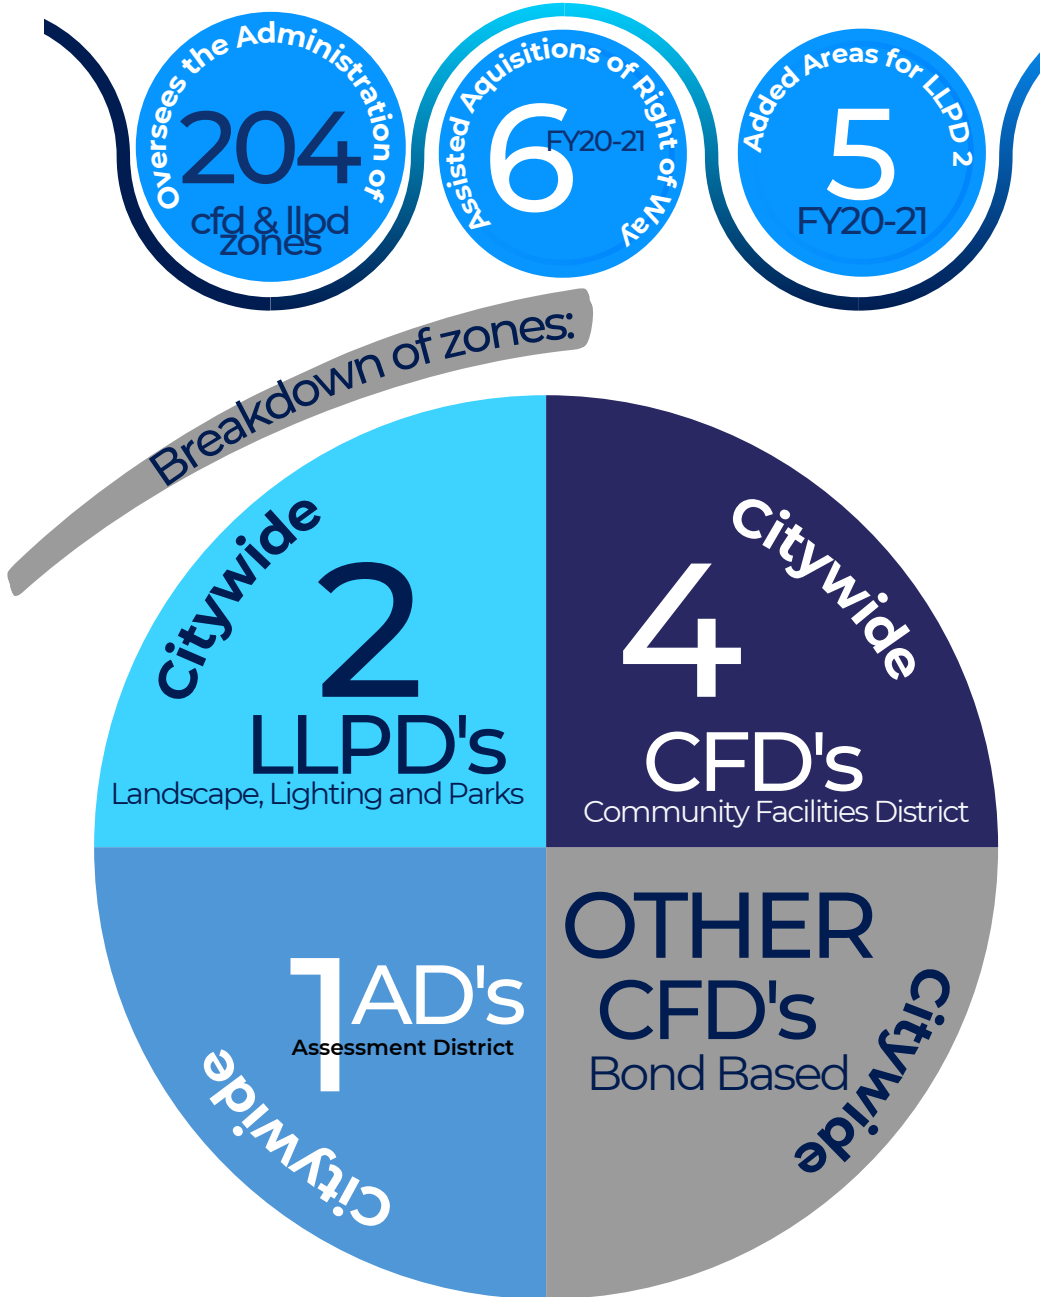 Oversees the Administration of
204
cfd & llpd
zones
Assisted Aquisitions of Right of Way
6
FY20-21
Added Areas for LLPD 2
5
FY20-21
Breakdown of zones:
Citywide
2
LLPD's
Landscape, Lighting and Parks
Citywide
4
CFD's
Community Facilities District
1 AD's
Assessment District
Citywide
OTHER
CFD's
Bond Based
Citywide